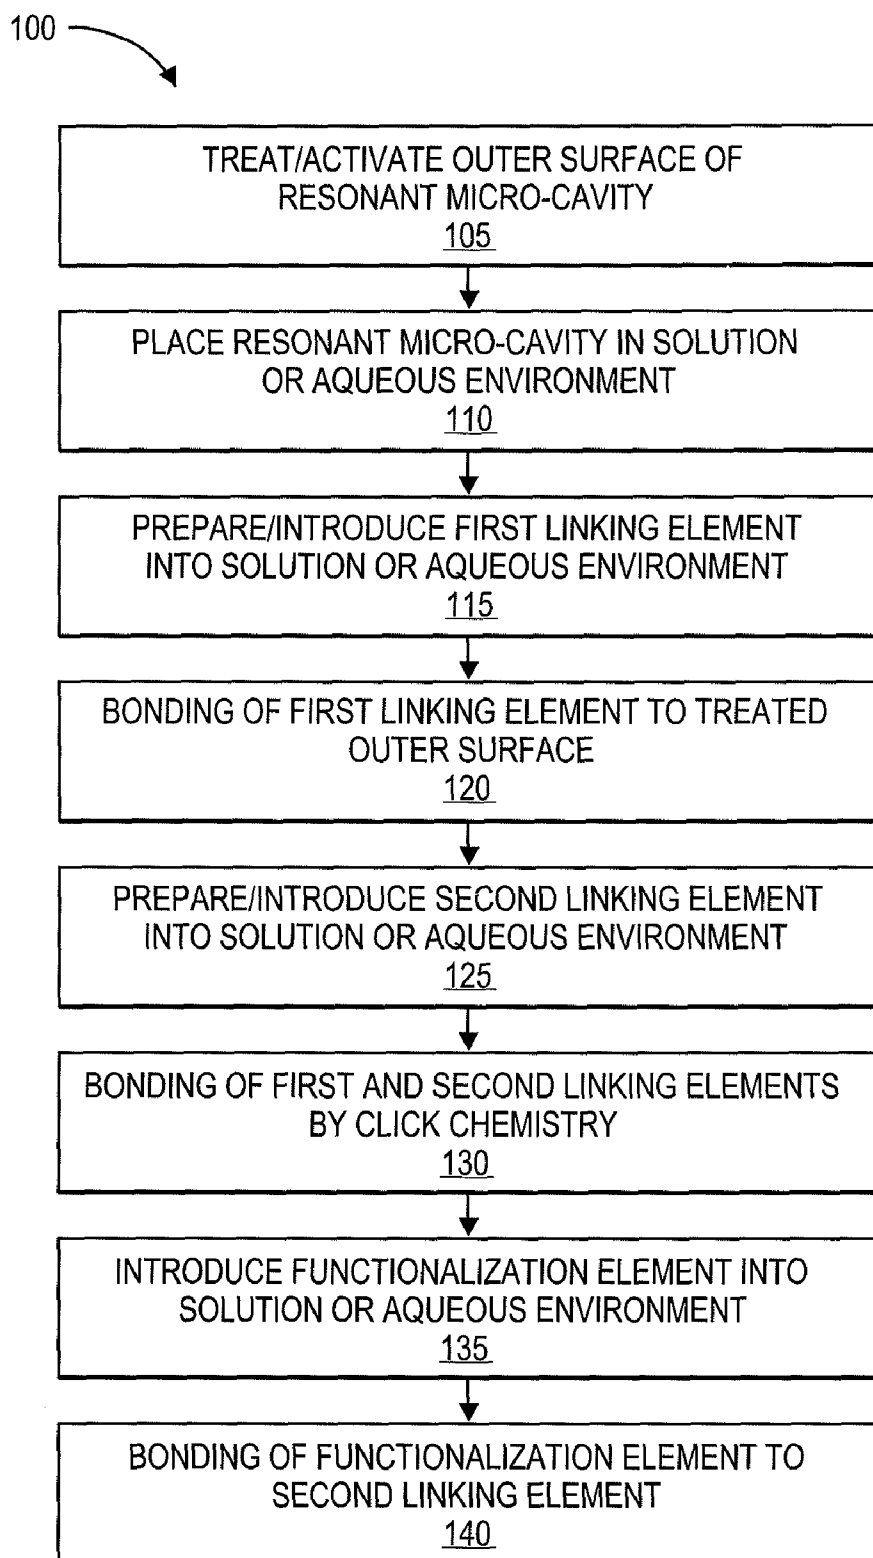 100
TREAT/ACTIVATE OUTER SURFACE OF
RESONANT MICRO-CAVITY
105
PLACE RESONANT MICRO-CAVITY IN SOLUTION
OR AQUEOUS ENVIRONMENT
110
PREPARE/INTRODUCE FIRST LINKING ELEMENT
INTO SOLUTION OR AQUEOUS ENVIRONMENT
115
BONDING OF FIRST LINKING ELEMENT TO TREATED
OUTER SURFACE
120
PREPARE/INTRODUCE SECOND LINKING ELEMENT
INTO SOLUTION OR AQUEOUS ENVIRONMENT
125
BONDING OF FIRST AND SECOND LINKING ELEMENTS
BY CLICK CHEMISTRY
130
INTRODUCE FUNCTIONALIZATION ELEMENT INTO
SOLUTION OR AQUEOUS ENVIRONMENT
135
BONDING OF FUNCTIONALIZATION ELEMENT TO
SECOND LINKING ELEMENT
140